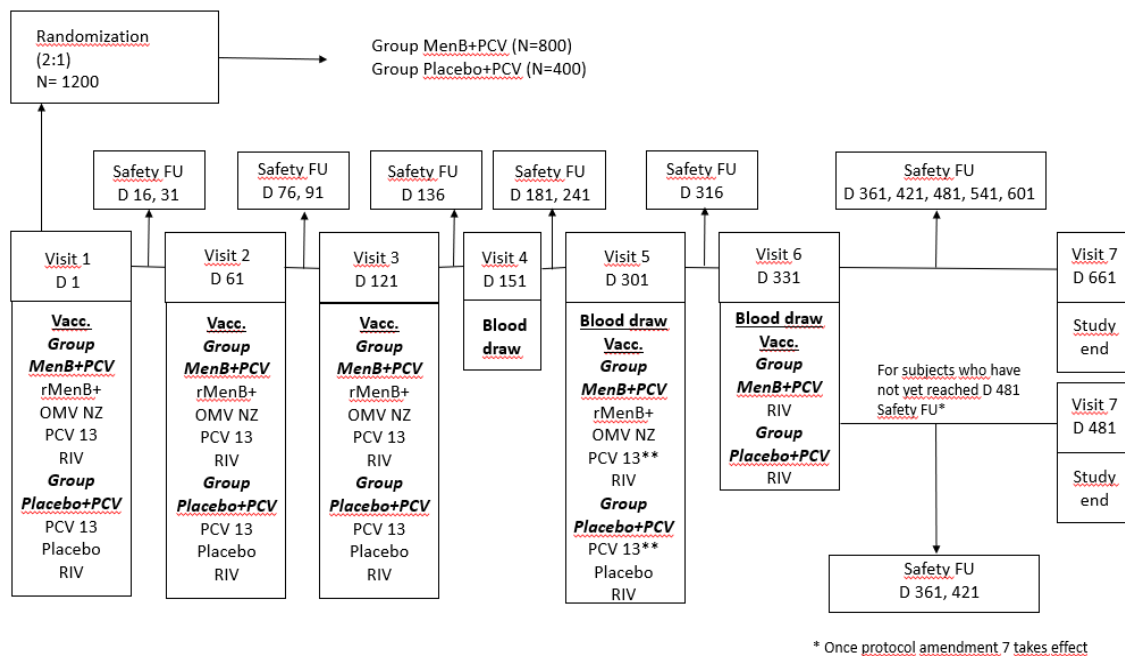 Randomization
(2:1)
N= 1200
Group MenB+PCV (N=800)
Group Placebo+PCV (N=400)
Safety FU
D 16, 31
Safety FU
D 76, 91
Safety FU
D 136
Safety FU
D 181, 241
Safety FU
D 316
Safety FU
D 361, 421, 481, 541, 601
Visit 1
D 1
Vacc.
Group
MenB+PCV
rMenB+
OMV NZ
PCV 13
RIV
Group
Placebo+PCV
PCV 13
Placebo
RIV
Visit 2
D 61
Vacc.
Group
MenB+PCV
rMenB+
OMV NZ
PCV 13
RIV
Group
Placebo+PCV
PCV 13
Placebo
RIV
Visit 3
D 121
Vacc.
Group
MenB+PCV
rMenB+
OMV NZ
PCV 13
RIV
Group
Placebo+PCV
PCV 13
Placebo
RIV
Visit 4
D 151
Blood
draw
Visit 5
D 301
Blood draw
Vacc.
Group
MenB+PCV
rMenB+
OMV NZ
PCV 13**
RIV
Group
Placebo+PCV
PCV 13**
Placebo
RIV
Visit 6
D 331
Blood draw
Vacc.
Group
MenB+PCV
RIV
Group
Placebo+PCV
RIV
Visit 7
D 661
Study
end
For subjects who have
not yet reached D 481
Safety FU*
Visit 7
D 481
Study
end
Safety FU
D 361, 421
* Once protocol amendment 7 takes effect